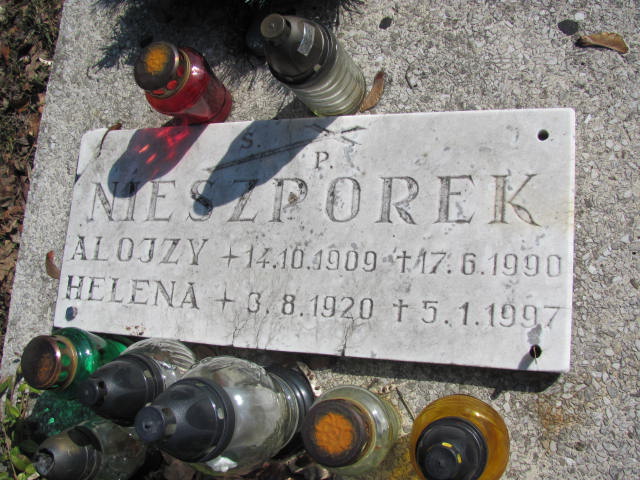 Ś. P.
NIESZPOREK
ALOJZY + 14.10.1909 † 17.6.1990
HELENA + 3.8.1920 † 5.1.1997